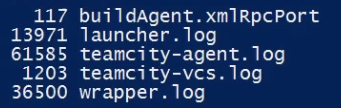 117 buildAgent.xmlRpcPort
13971 launcher.log
61585 teamcity-agent.log
1203 teamcity-vcs.log
36500 wrapper.log